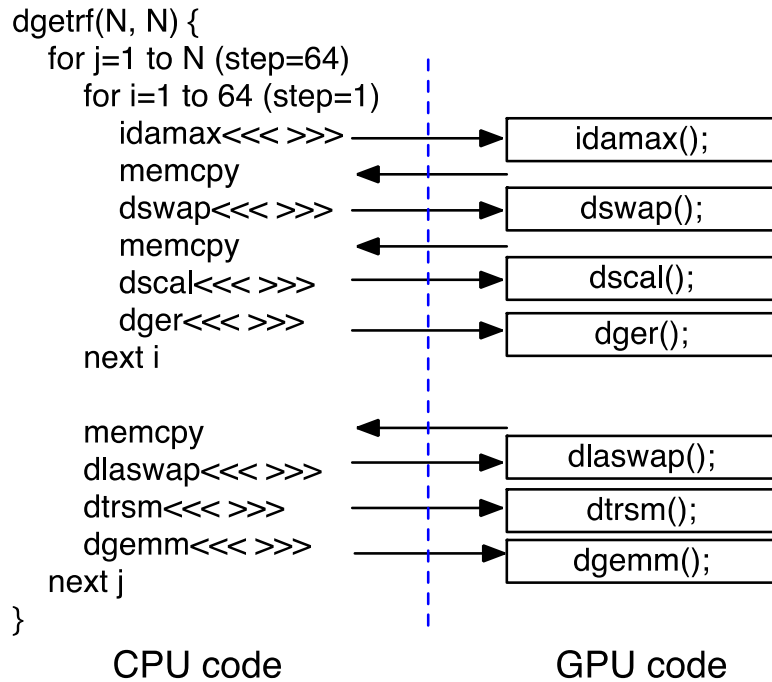 dgetrf(N, N) {
for j=1 to N (step=64)
for i=1 to 64 (step=1)
idamax<<< >>> idamax();
memcpy
dswap<<< >>> dswap();
memcpy
dscal<<< >>> dscal();
dger<<< >>> dger();
next i
memcpy
dlaswap<<< >>> dlaswap();
dtrsm<<< >>> dtrsm();
dgemm<<< >>> dgemm();
next j
}
CPU code GPU code